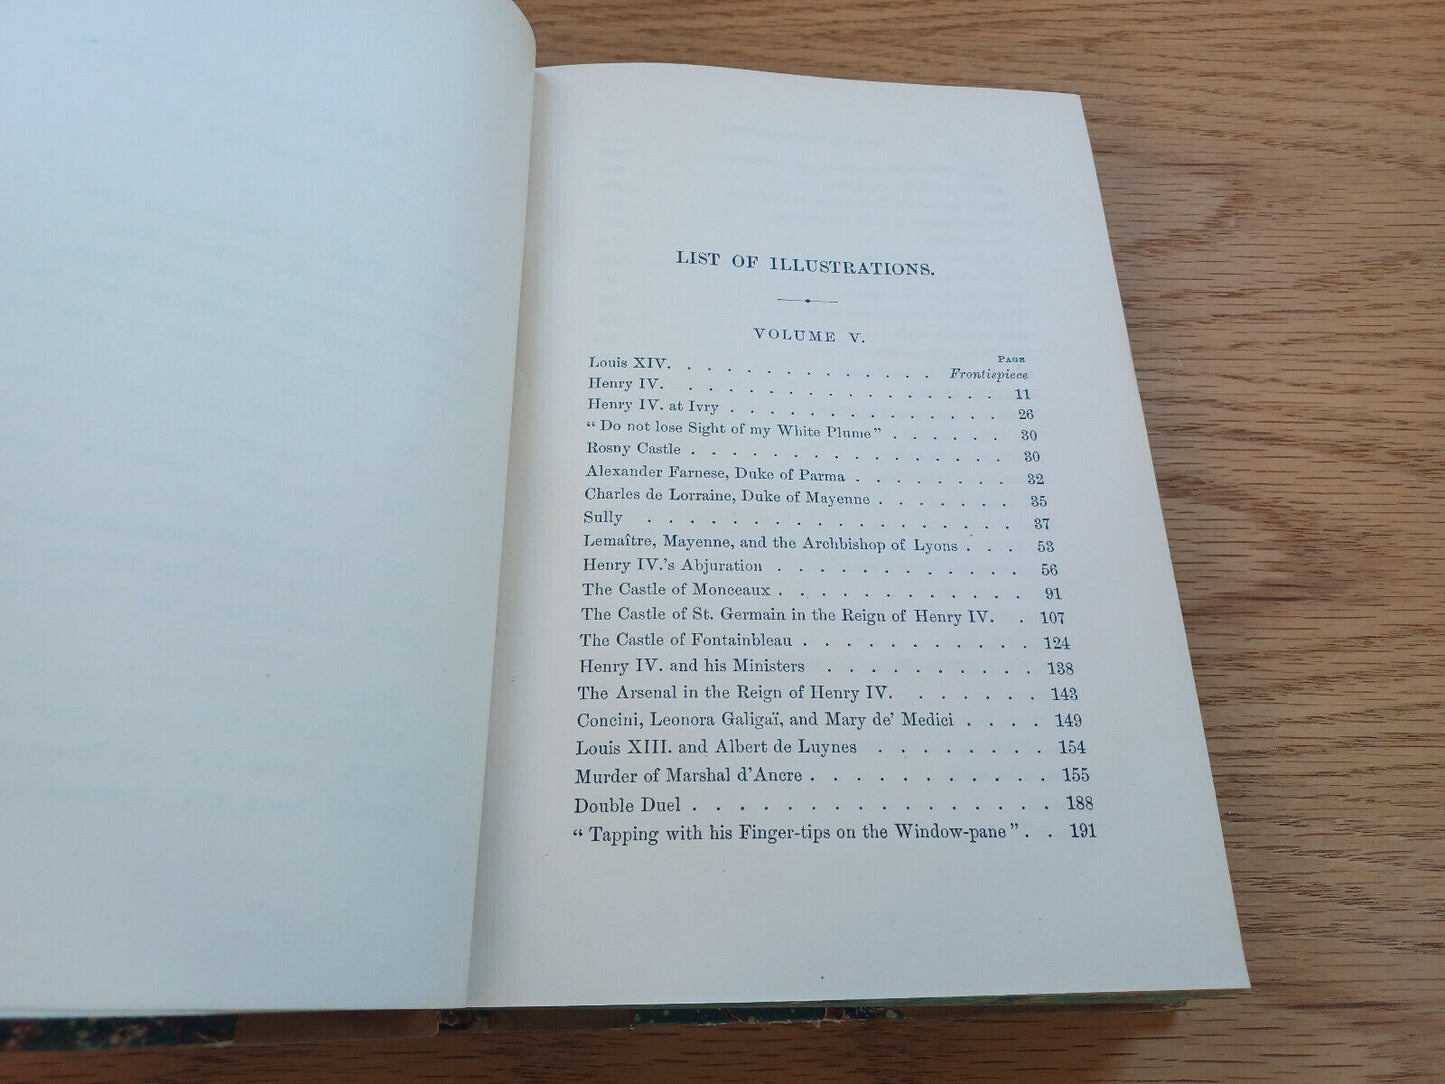 LIST OF ILLUSTRATIONS.
VOLUME V.
PAGE
Louis XIV. . . . . . . . . . . . . Frontispiece
Henry IV. . . . . . . . . . . . . . . . 11
Henry IV. at Ivry . . . . . . . . . . . . . 26
“Do not lose Sight of my White Plume” . . . . . . 30
Rosny Castle . . . . . . . . . . . . . . . 30
Alexander Farnese, Duke of Parma . . . . . . . . 32
Charles de Lorraine, Duke of Mayenne . . . . . . . 35
Sully . . . . . . . . . . . . . . . . . 37
Lemaître, Mayenne, and the Archbishop of Lyons . . . 53
Henry IV.'s Abjuration . . . . . . . . . . . . 56
The Castle of Monceaux . . . . . . . . . . . . 91
The Castle of St. Germain in the Reign of Henry IV. . 107
The Castle of Fontainbleau . . . . . . . . . . . 124
Henry IV. and his Ministers . . . . . . . . . . 138
The Arsenal in the Reign of Henry IV. . . . . . . 143
Concini, Leonora Galigaï, and Mary de' Medici . . . . 149
Louis XIII. and Albert de Luynes . . . . . . . . 154
Murder of Marshal d'Ancre . . . . . . . . . . . 155
Double Duel . . . . . . . . . . . . . . . . . 188
“Tapping with his Finger-tips on the Window-pane” . . 191